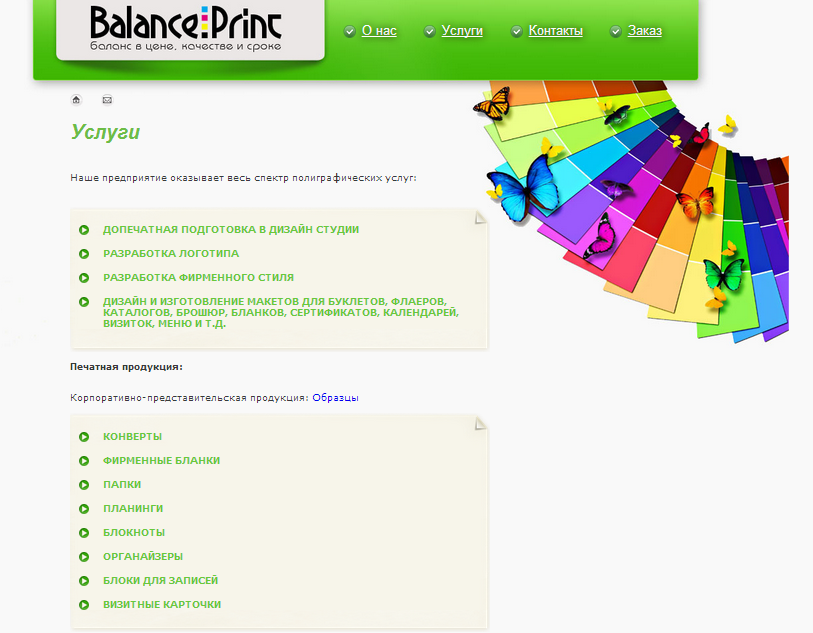 Balance Print
баланс в цене, качестве и сроке
О нас
Услуги
Контакты
Заказ
Услуги
Наше предприятие оказывает весь спектр полиграфических услуг:
ДОПЕЧАТНАЯ ПОДГОТОВКА В ДИЗАЙН СТУДИИ
РАЗРАБОТКА ЛОГОТИПА
РАЗРАБОТКА ФИРМЕННОГО СТИЛЯ
ДИЗАЙН И ИЗГОТОВЛЕНИЕ МАКЕТОВ ДЛЯ БУКЛЕТОВ, ФЛАЕРОВ,
КАТАЛОГОВ, БРОШЮР, БЛАНКОВ, СЕРТИФИКАТОВ, КАЛЕНДАРЕЙ,
ВИЗИТОК, МЕНЮ И Т.Д.
Печатная продукция:
Корпоративно-представительская продукция: Образцы
КОНВЕРТЫ
ФИРМЕННЫЕ БЛАНКИ
ПАПКИ
ПЛАНИНГИ
БЛОКНОТЫ
ОРГАНАЙЗЕРЫ
БЛОКИ ДЛЯ ЗАПИСЕЙ
ВИЗИТНЫЕ КАРТОЧКИ